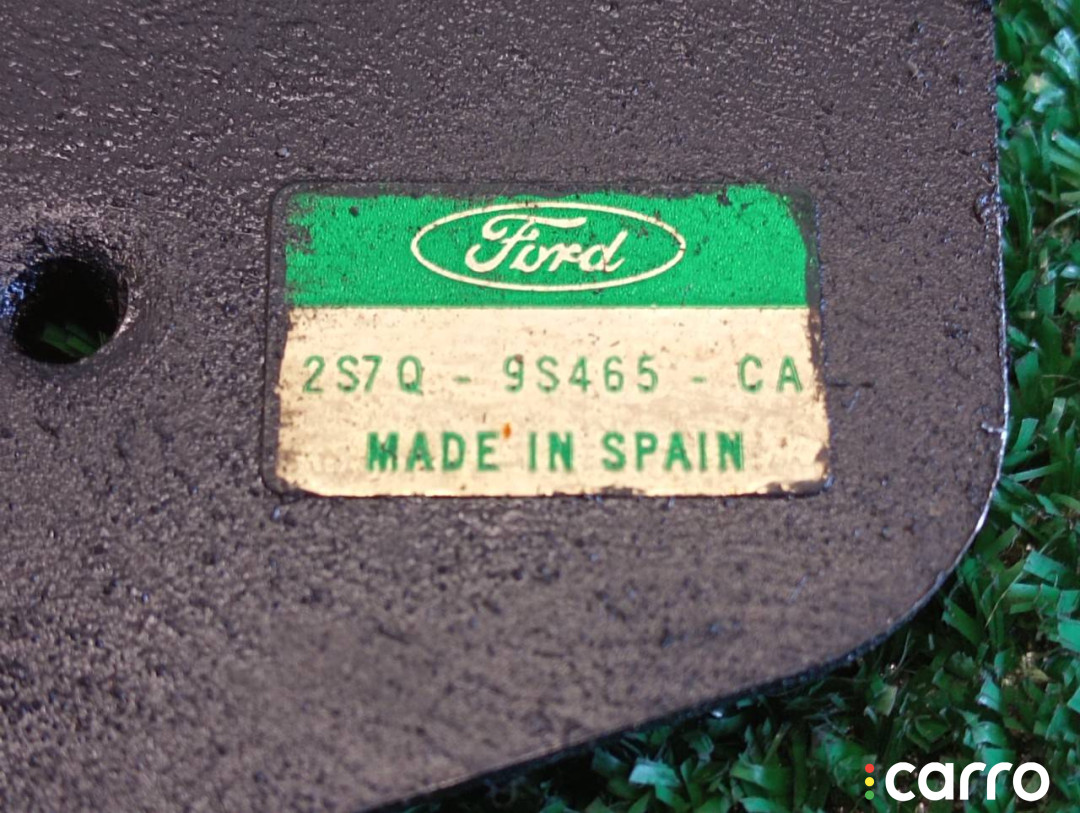 Ford
2S7Q - 9S465 - CA
MADE IN SPAIN
carro